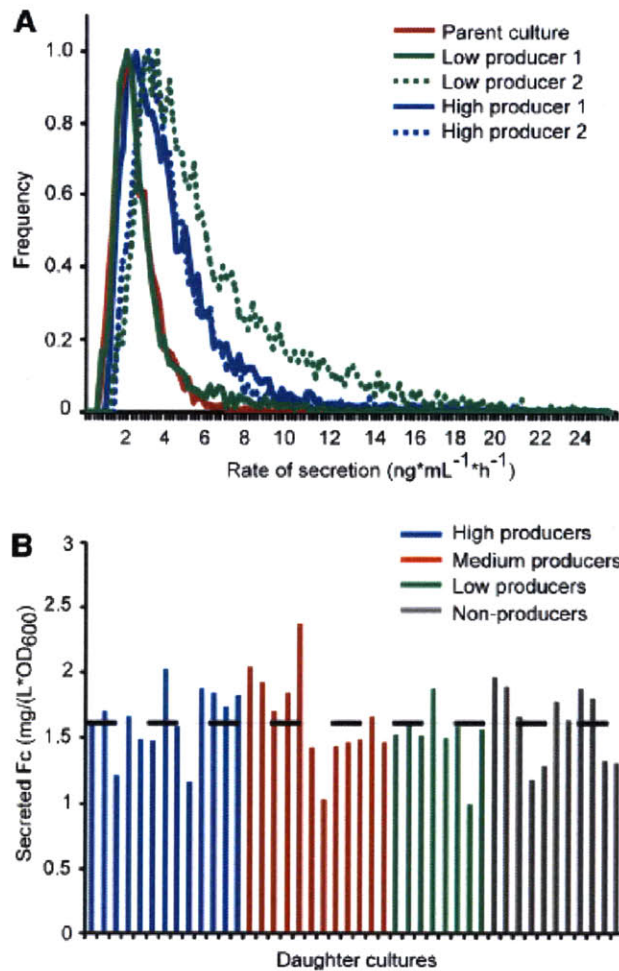 A
Parent culture
Low producer 1
Low producer 2
High producer 1
High producer 2
1.0
0.8
0.6
0.4
0.2
0
Frequency
2 4 6 8 10 12 14 16 18 20 22 24
Rate of secretion (ng*mL⁻¹*h⁻¹)
B
High producers
Medium producers
Low producers
Non-producers
3
2.5
2
1.5
1
0.5
0
Secreted Fc (mg/(L*OD₆₀₀)
Daughter cultures